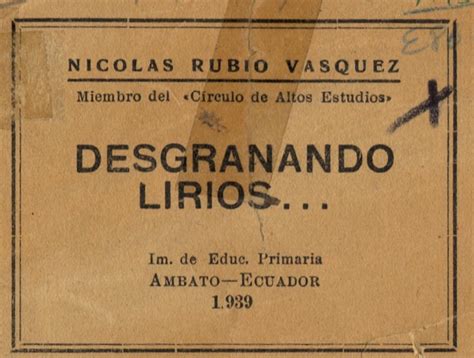 E86
NICOLAS RUBIO VASQUEZ
Miembro del «Círculo de Altos Estudios»
DESGRANANDO
LIRIOS...
Im. de Educ. Primaria
AMBATO—ECUADOR
1.939